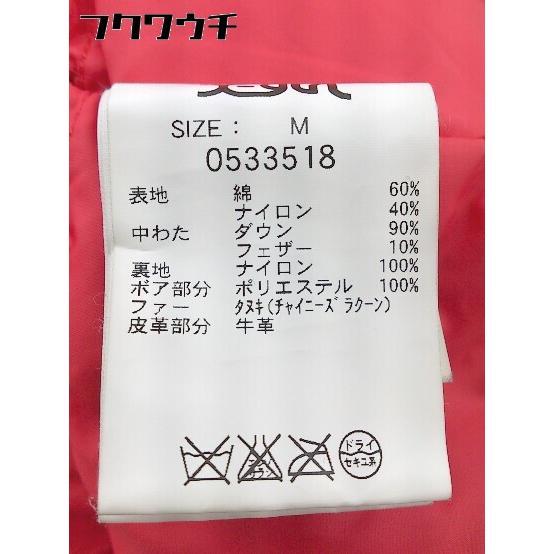 フクウウチ
X-girl
SIZE : M
0533518
表地 綿 60%
ナイロン 40%
中わた ダウン 90%
フェザー 10%
裏地 ナイロン 100%
ボア部分 ポリエステル 100%
ファー タヌキ(チャイニーズラクーン)
皮革部分 牛革
ドライ
セキユ系